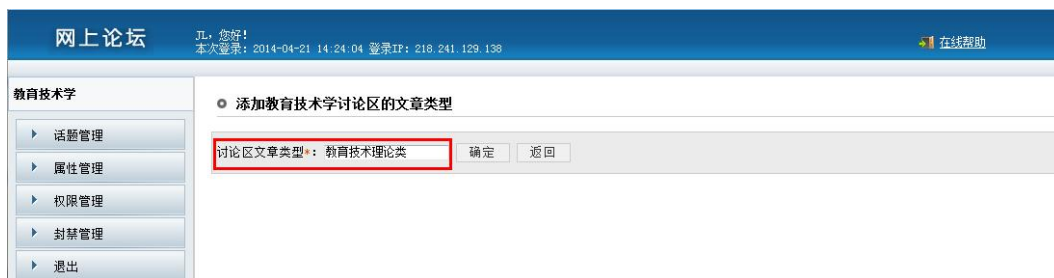 网上论坛
JL，您好!
本次登录: 2014-04-21 14:24:04 登录IP: 218.241.129.138
在线帮助
教育技术学
话题管理
属性管理
权限管理
封禁管理
退出
添加教育技术学讨论区的文章类型
讨论区文章类型*: 教育技术理论类 确定 返回